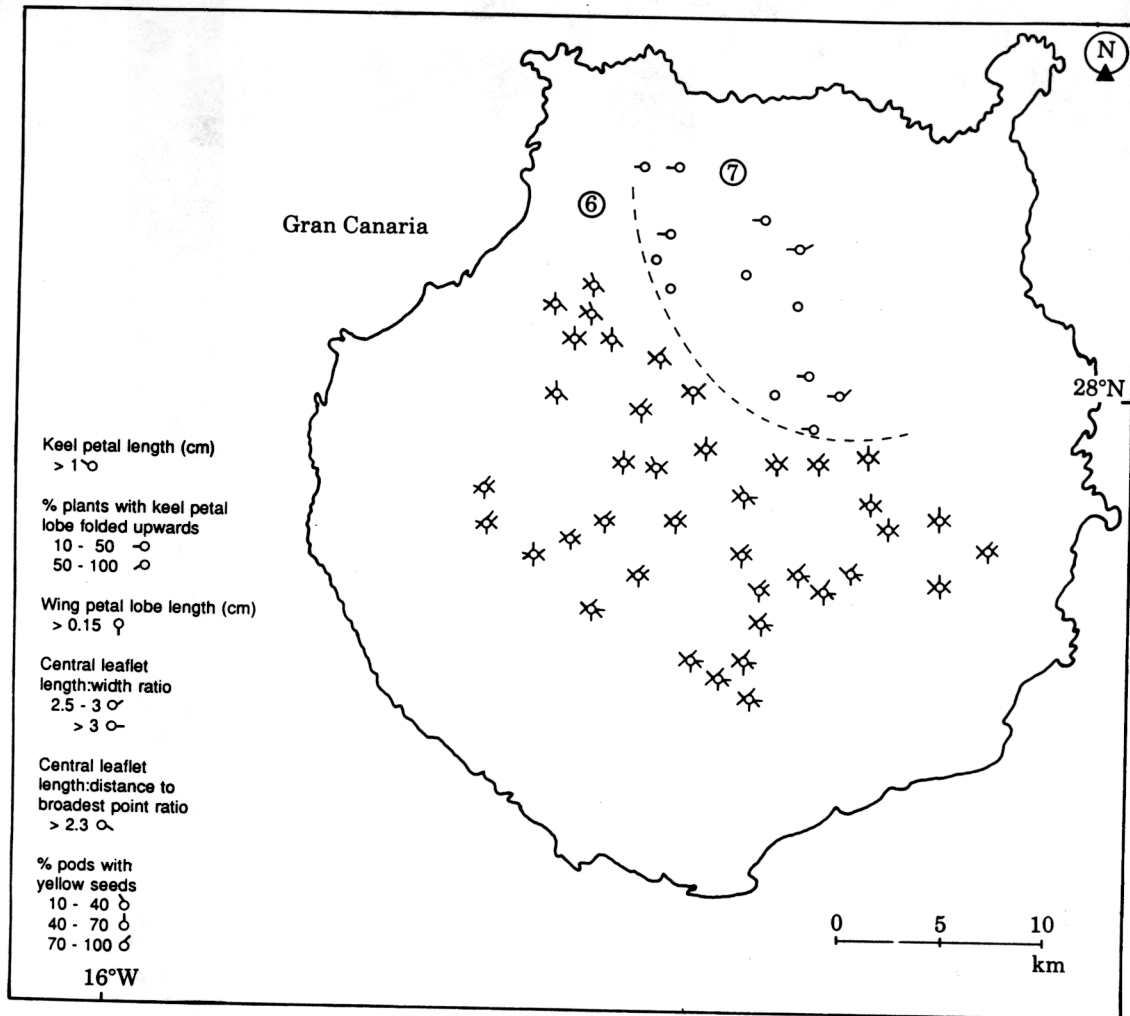 N
⑦
⑥
Gran Canaria
28°N
Keel petal length (cm)
> 1
% plants with keel petal
lobe folded upwards
10 - 50
50 - 100
Wing petal lobe length (cm)
> 0.15
Central leaflet
length:width ratio
2.5 - 3
> 3
Central leaflet
length:distance to
broadest point ratio
> 2.3
% pods with
yellow seeds
10 - 40
40 - 70
70 - 100
0 5 10
km
16°W